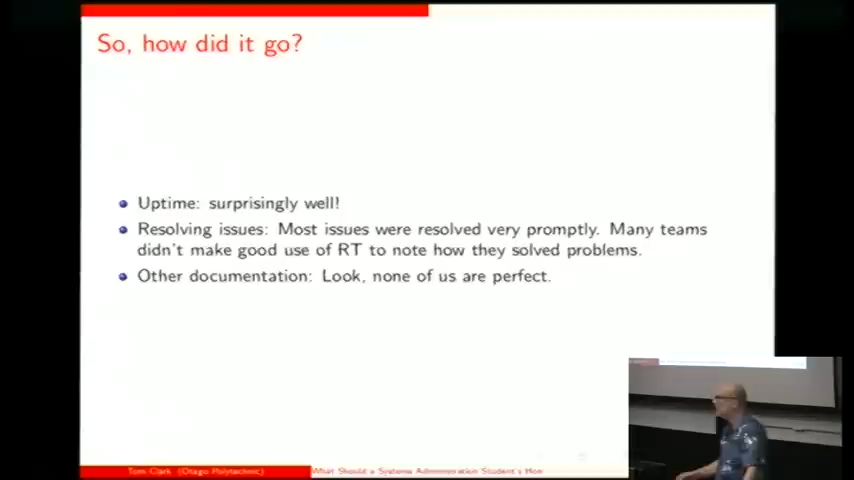 So, how did it go?
Uptime: surprisingly well!
Resolving issues: Most issues were resolved very promptly. Many teams
didn't make good use of RT to note how they solved problems.
Other documentation: Look, none of us are perfect.
Tom Clark (Otago Polytechnic)
What Should a Systems Administration Student's Hom